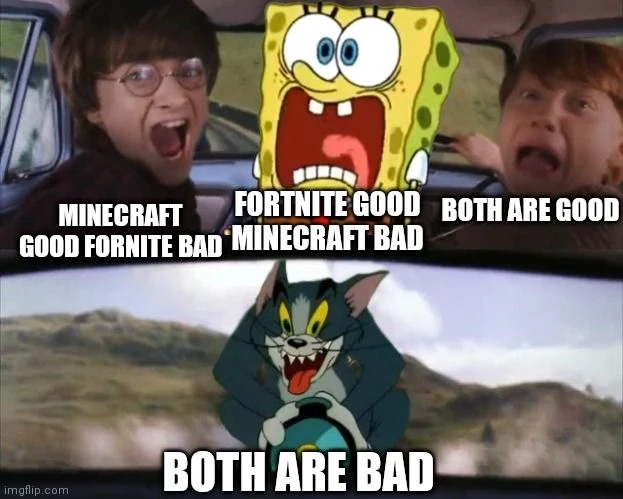 MINECRAFT
GOOD FORNITE BAD
FORTNITE GOOD
MINECRAFT BAD
BOTH ARE GOOD
BOTH ARE BAD
imgflip.com